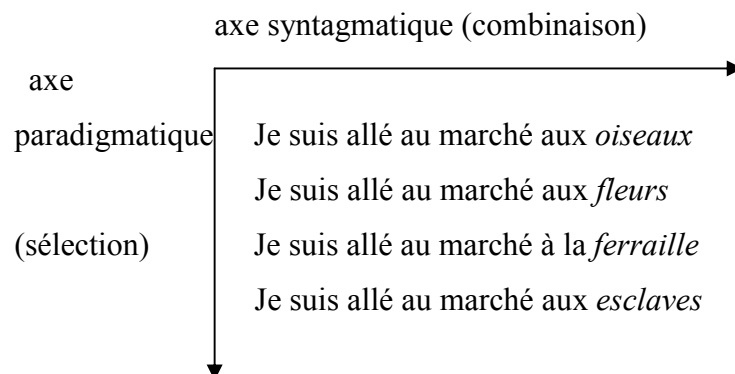 axe syntagmatique (combinaison)
axe
paradigmatique Je suis allé au marché aux oiseaux
Je suis allé au marché aux fleurs
(sélection) Je suis allé au marché à la ferraille
Je suis allé au marché aux esclaves